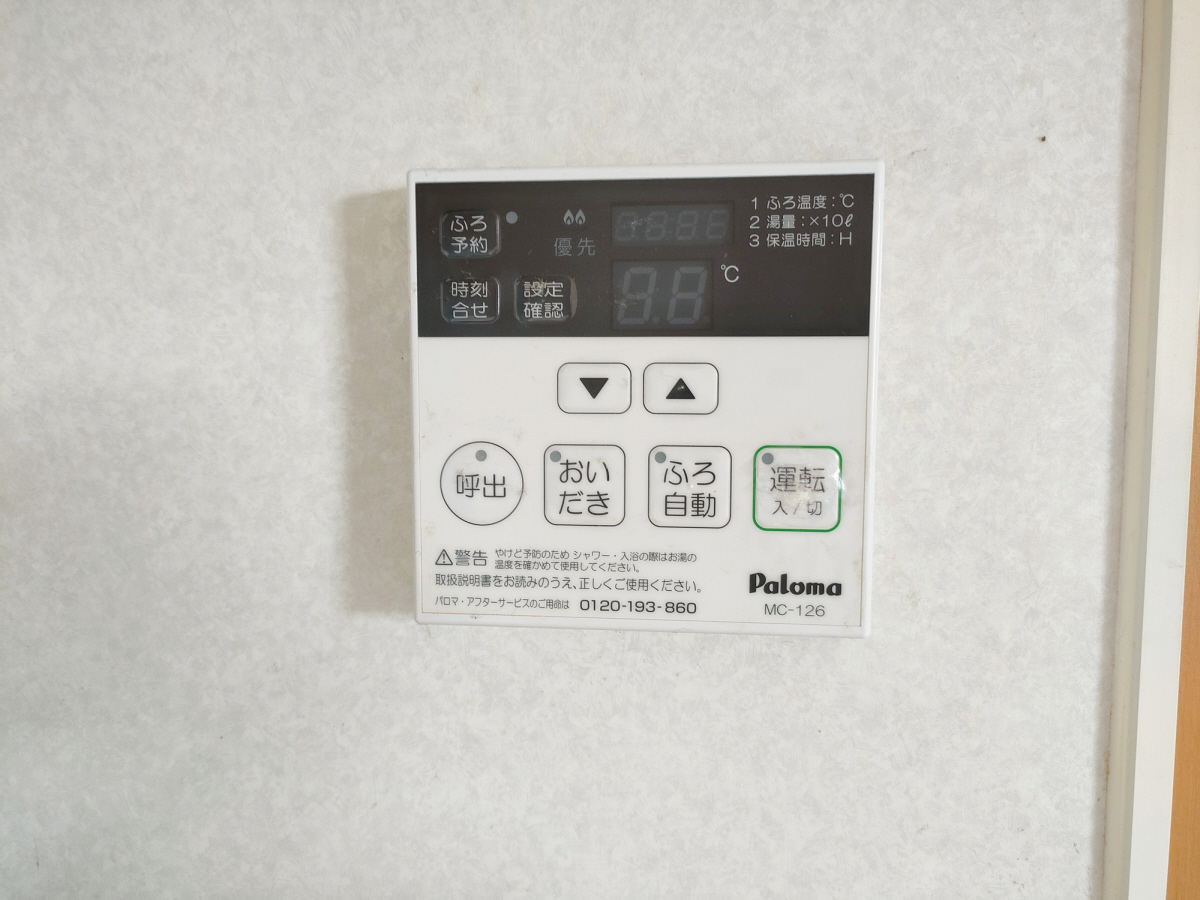 ふろ
予約
優先
1 ふろ温度:℃
2 湯量:×10ℓ
3 保温時間:H
時刻
合せ
設定
確認
℃
▼
▲
呼出
おい
だき
ふろ
自動
運転
入/切
⚠警告 やけど予防のため シャワー・入浴の際はお湯の
温度を確かめて使用してください。
取扱説明書をお読みのうえ、正しくご使用ください。
パロマ・アフターサービスのご用命は 0120-193-860
Paloma
MC-126